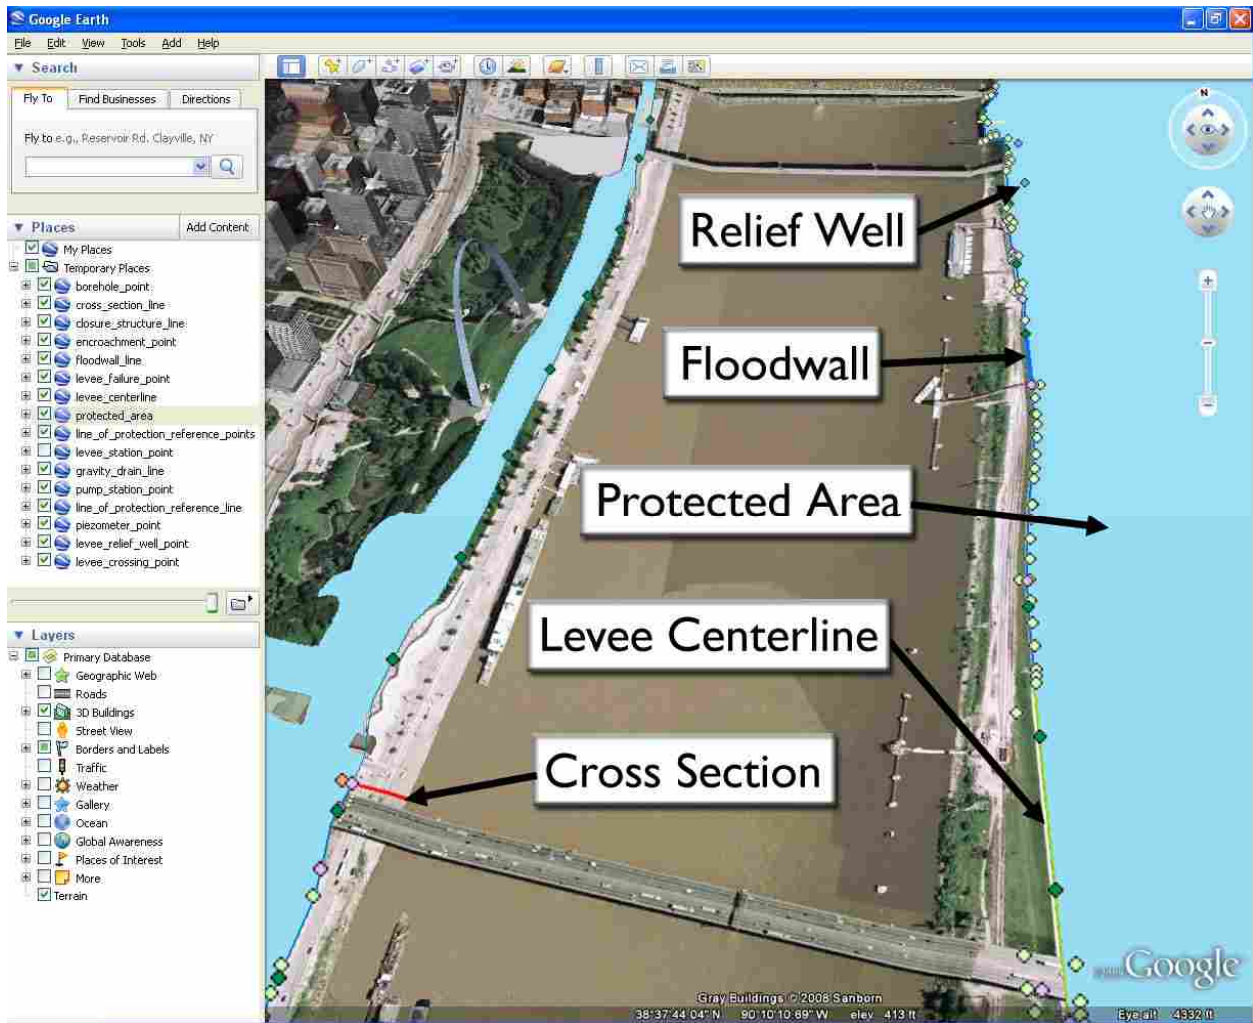 Google Earth
File Edit View Tools Add Help
Search
Fly To Find Businesses Directions
Fly to e.g., Reservoir Rd. Clayville, NY
Places Add Content
My Places
Temporary Places
borehole_point
cross_section_line
closure_structure_line
encroachment_point
floodwall_line
levee_failure_point
levee_centerline
protected_area
line_of_protection_reference_points
levee_station_point
gravity_drain_line
pump_station_point
line_of_protection_reference_line
piezometer_point
levee_relief_well_point
levee_crossing_point
Layers
Primary Database
Geographic Web
Roads
3D Buildings
Street View
Borders and Labels
Traffic
Weather
Gallery
Ocean
Global Awareness
Places of Interest
More
Terrain
N
Relief Well
Floodwall
Protected Area
Levee Centerline
Cross Section
Google
Gray Buildings © 2008 Sanborn
38°37'44.04" N 90°10'10.69" W elev 413 ft
Eye alt 4332 ft